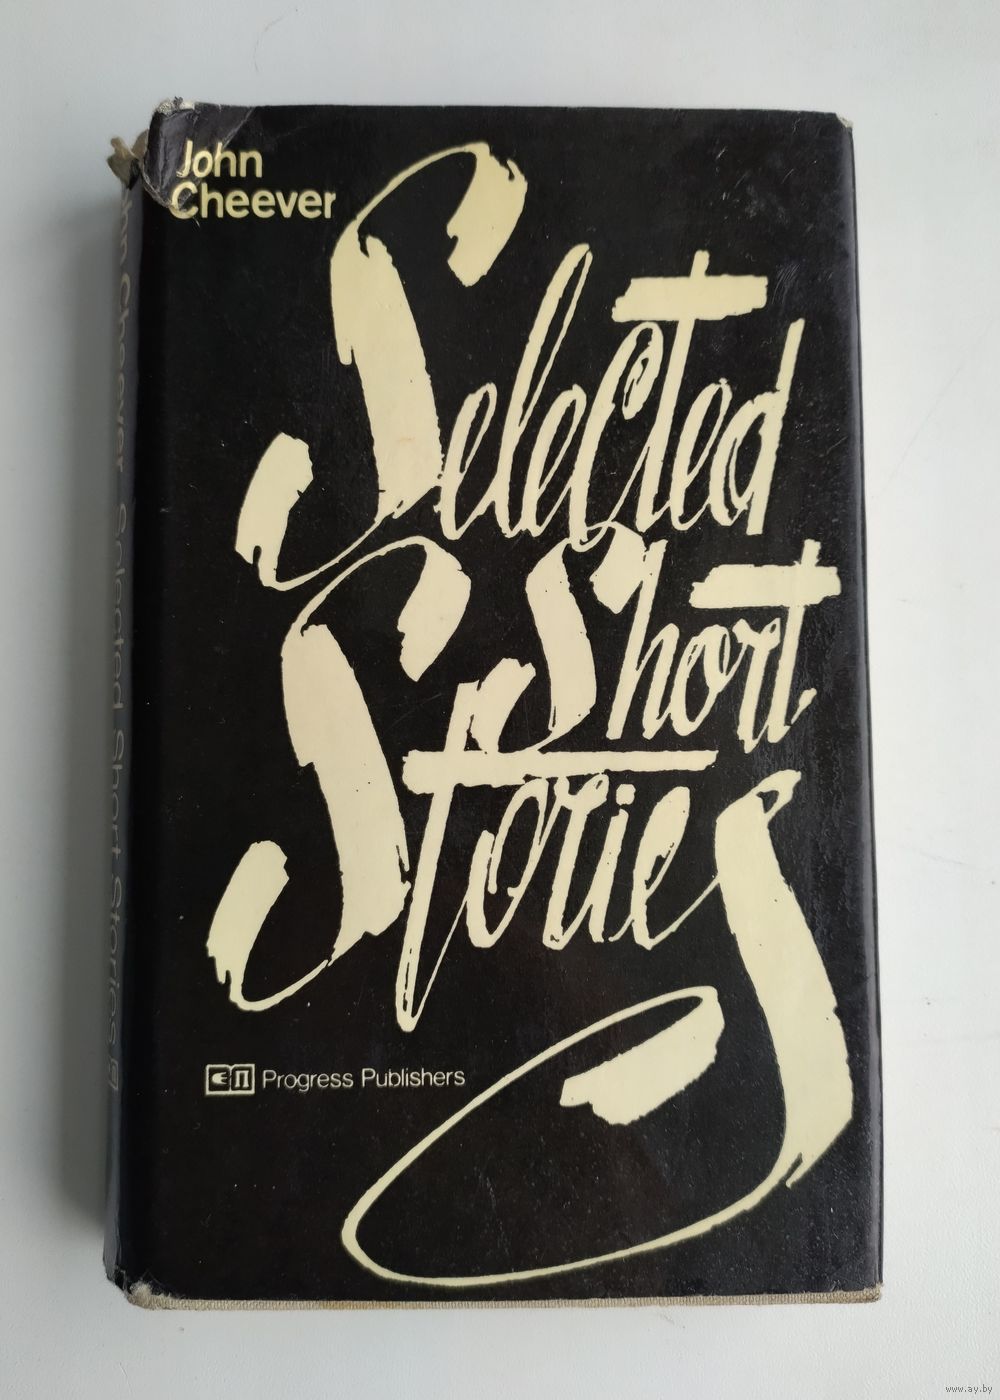 John
Cheever
Selected
Short
Stories
Progress Publishers
John Cheever Selected Short Stories
www.ay.by